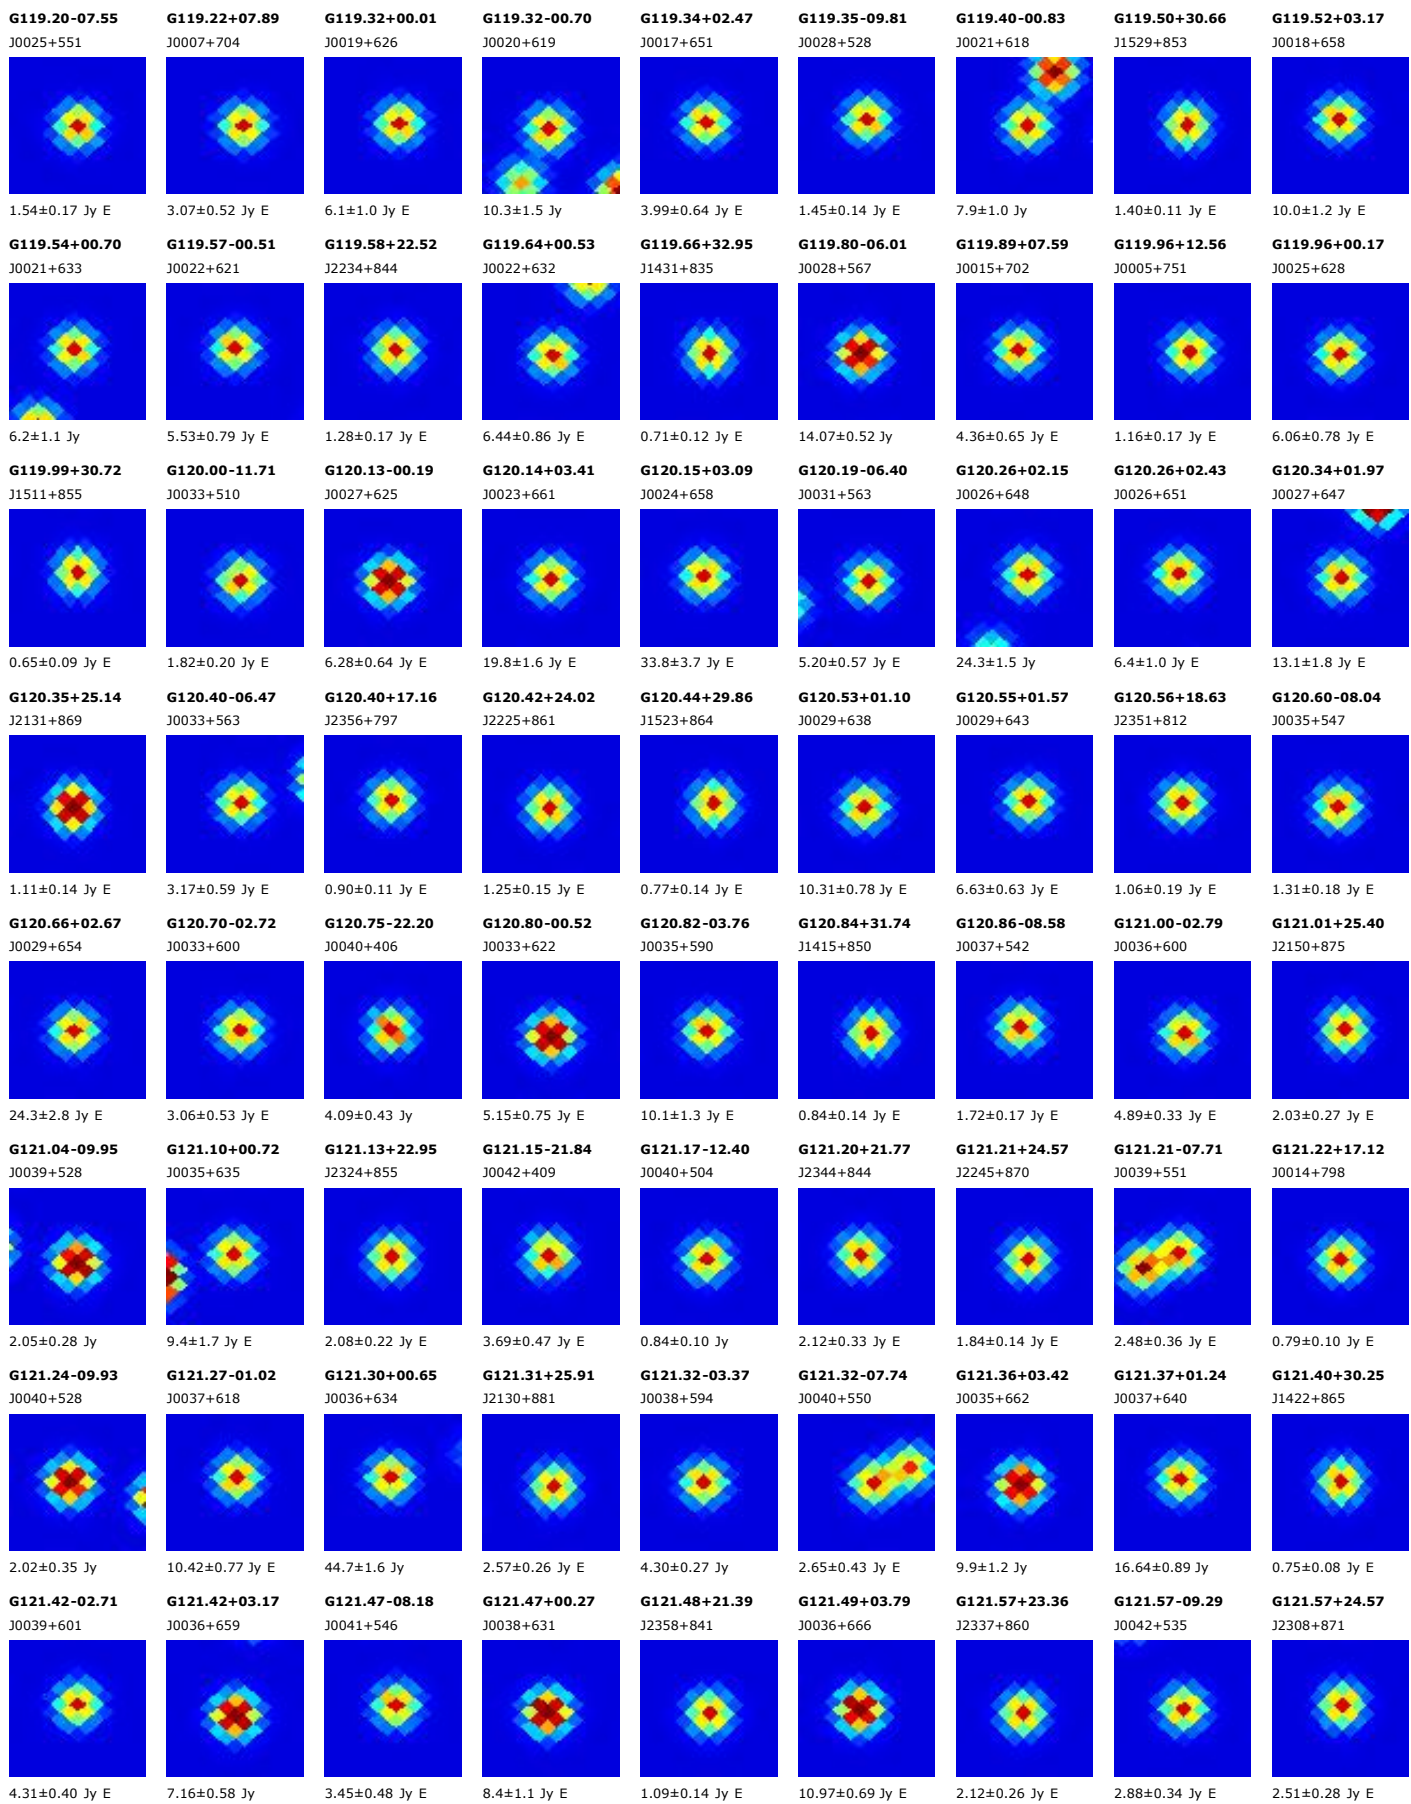 G119.20-07.55 G119.22+07.89 G119.32+00.01 G119.32-00.70 G119.34+02.47 G119.35-09.81 G119.40-00.83 G119.50+30.66 G119.52+03.17
J0025+551 J0007+704 J0019+626 J0020+619 J0017+651 J0028+528 J0021+618 J1529+853 J0018+658
1.54±0.17 Jy E 3.07±0.52 Jy E 6.1±1.0 Jy E 10.3±1.5 Jy 3.99±0.64 Jy E 1.45±0.14 Jy E 7.9±1.0 Jy 1.40±0.11 Jy E 10.0±1.2 Jy E
G119.54+00.70 G119.57-00.51 G119.58+22.52 G119.64+00.53 G119.66+32.95 G119.80-06.01 G119.89+07.59 G119.96+12.56 G119.96+00.17
J0021+633 J0022+621 J2234+844 J0022+632 J1431+835 J0028+567 J0015+702 J0005+751 J0025+628
6.2±1.1 Jy 5.53±0.79 Jy E 1.28±0.17 Jy E 6.44±0.86 Jy E 0.71±0.12 Jy E 14.07±0.52 Jy 4.36±0.65 Jy E 1.16±0.17 Jy E 6.06±0.78 Jy E
G119.99+30.72 G120.00-11.71 G120.13-00.19 G120.14+03.41 G120.15+03.09 G120.19-06.40 G120.26+02.15 G120.26+02.43 G120.34+01.97
J1511+855 J0033+510 J0027+625 J0023+661 J0024+658 J0031+563 J0026+648 J0026+651 J0027+647
0.65±0.09 Jy E 1.82±0.20 Jy E 6.28±0.64 Jy E 19.8±1.6 Jy E 33.8±3.7 Jy E 5.20±0.57 Jy E 24.3±1.5 Jy 6.4±1.0 Jy E 13.1±1.8 Jy E
G120.35+25.14 G120.40-06.47 G120.40+17.16 G120.42+24.02 G120.44+29.86 G120.53+01.10 G120.55+01.57 G120.56+18.63 G120.60-08.04
J2131+869 J0033+563 J2356+797 J2225+861 J1523+864 J0029+638 J0029+643 J2351+812 J0035+547
1.11±0.14 Jy E 3.17±0.59 Jy E 0.90±0.11 Jy E 1.25±0.15 Jy E 0.77±0.14 Jy E 10.31±0.78 Jy E 6.63±0.63 Jy E 1.06±0.19 Jy E 1.31±0.18 Jy E
G120.66+02.67 G120.70-02.72 G120.75-22.20 G120.80-00.52 G120.82-03.76 G120.84+31.74 G120.86-08.58 G121.00-02.79 G121.01+25.40
J0029+654 J0033+600 J0040+406 J0033+622 J0035+590 J1415+850 J0037+542 J0036+600 J2150+875
24.3±2.8 Jy E 3.06±0.53 Jy E 4.09±0.43 Jy 5.15±0.75 Jy E 10.1±1.3 Jy E 0.84±0.14 Jy E 1.72±0.17 Jy E 4.89±0.33 Jy E 2.03±0.27 Jy E
G121.04-09.95 G121.10+00.72 G121.13+22.95 G121.15-21.84 G121.17-12.40 G121.20+21.77 G121.21+24.57 G121.21-07.71 G121.22+17.12
J0039+528 J0035+635 J2324+855 J0042+409 J0040+504 J2344+844 J2245+870 J0039+551 J0014+798
2.05±0.28 Jy 9.4±1.7 Jy E 2.08±0.22 Jy E 3.69±0.47 Jy E 0.84±0.10 Jy 2.12±0.33 Jy E 1.84±0.14 Jy E 2.48±0.36 Jy E 0.79±0.10 Jy E
G121.24-09.93 G121.27-01.02 G121.30+00.65 G121.31+25.91 G121.32-03.37 G121.32-07.74 G121.36+03.42 G121.37+01.24 G121.40+30.25
J0040+528 J0037+618 J0036+634 J2130+881 J0038+594 J0040+550 J0035+662 J0037+640 J1422+865
2.02±0.35 Jy 10.42±0.77 Jy E 44.7±1.6 Jy 2.57±0.26 Jy E 4.30±0.27 Jy 2.65±0.43 Jy E 9.9±1.2 Jy 16.64±0.89 Jy 0.75±0.08 Jy E
G121.42-02.71 G121.42+03.17 G121.47-08.18 G121.47+00.27 G121.48+21.39 G121.49+03.79 G121.57+23.36 G121.57-09.29 G121.57+24.57
J0039+601 J0036+659 J0041+546 J0038+631 J2358+841 J0036+666 J2337+860 J0042+535 J2308+871
4.31±0.40 Jy E 7.16±0.58 Jy 3.45±0.48 Jy E 8.4±1.1 Jy E 1.09±0.14 Jy E 10.97±0.69 Jy E 2.12±0.26 Jy E 2.88±0.34 Jy E 2.51±0.28 Jy E